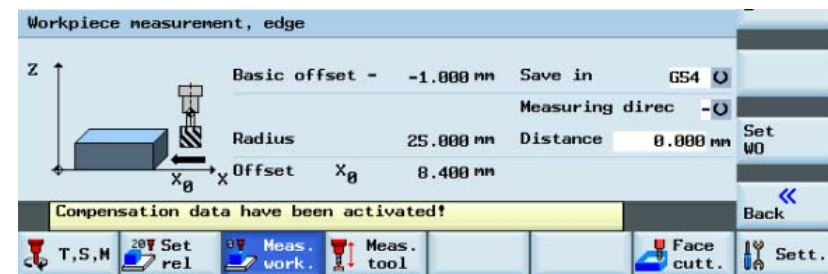 Workpiece measurement, edge
Z
Basic offset - -1.000 mm Save in G54
Measuring direc -
Radius 25.000 mm Distance 0.000 mm
Set
WO
X0 X Offset X0 8.400 mm
Compensation data have been activated!
«
Back
T,S,M
Set
rel
Meas.
work.
Meas.
tool
Face
cutt.
Sett.